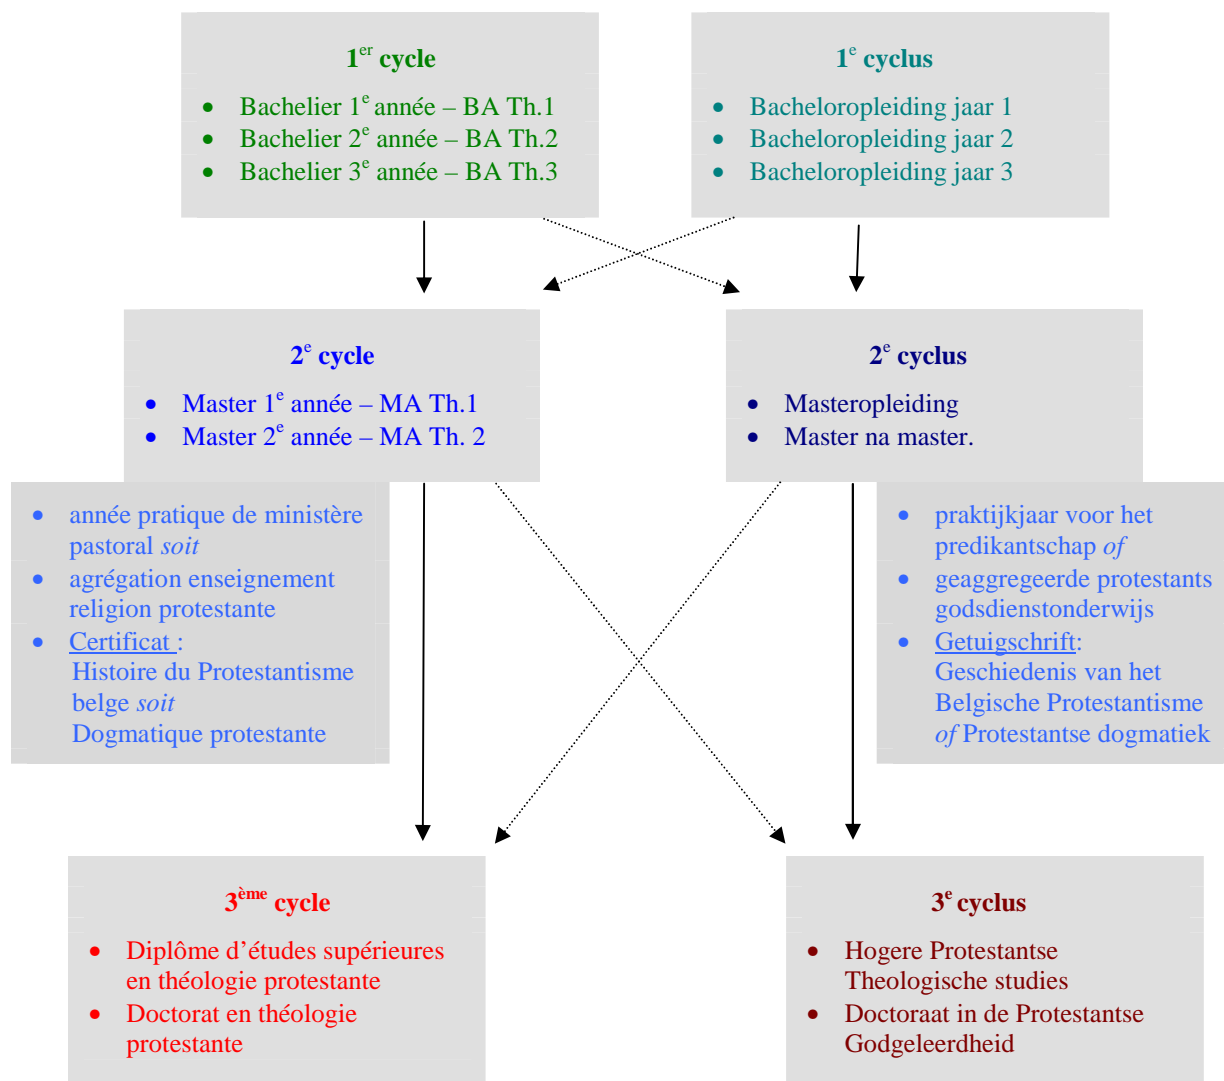 1er cycle
• Bachelier 1e année – BA Th.1
• Bachelier 2e année – BA Th.2
• Bachelier 3e année – BA Th.3
1e cyclus
• Bacheloropleiding jaar 1
• Bacheloropleiding jaar 2
• Bacheloropleiding jaar 3
2e cycle
• Master 1e année – MA Th.1
• Master 2e année – MA Th. 2
2e cyclus
• Masteropleiding
• Master na master.
• année pratique de ministère
pastoral soit
• agrégation enseignement
religion protestante
• Certificat :
Histoire du Protestantisme
belge soit
Dogmatique protestante
• praktijkjaar voor het
predikantschap of
• geaggregeerde protestants
godsdienstonderwijs
• Getuigschrift:
Geschiedenis van het
Belgische Protestantisme
of Protestantse dogmatiek
3ème cycle
• Diplôme d’études supérieures
en théologie protestante
• Doctorat en théologie
protestante
3e cyclus
• Hogere Protestantse
Theologische studies
• Doctoraat in de Protestantse
Godgeleerdheid